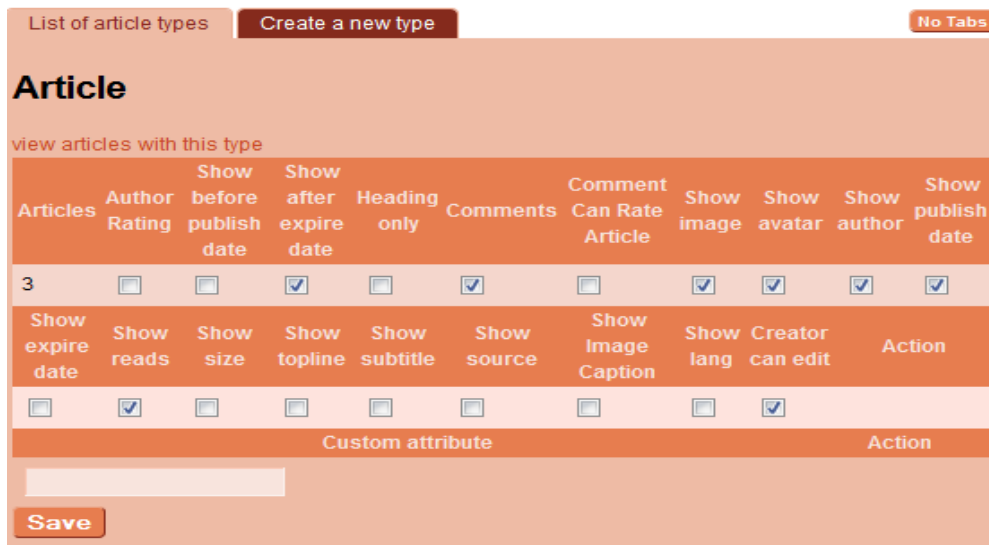 List of article types
Create a new type
No Tabs
Article
view articles with this type
Articles
Author Rating
Show before publish date
Show after expire date
Heading only
Comments
Comment Can Rate Article
Show image
Show avatar
Show author
Show publish date
3
Show expire date
Show reads
Show size
Show topline
Show subtitle
Show source
Show Image Caption
Show lang
Creator can edit
Action
Custom attribute
Action
Save